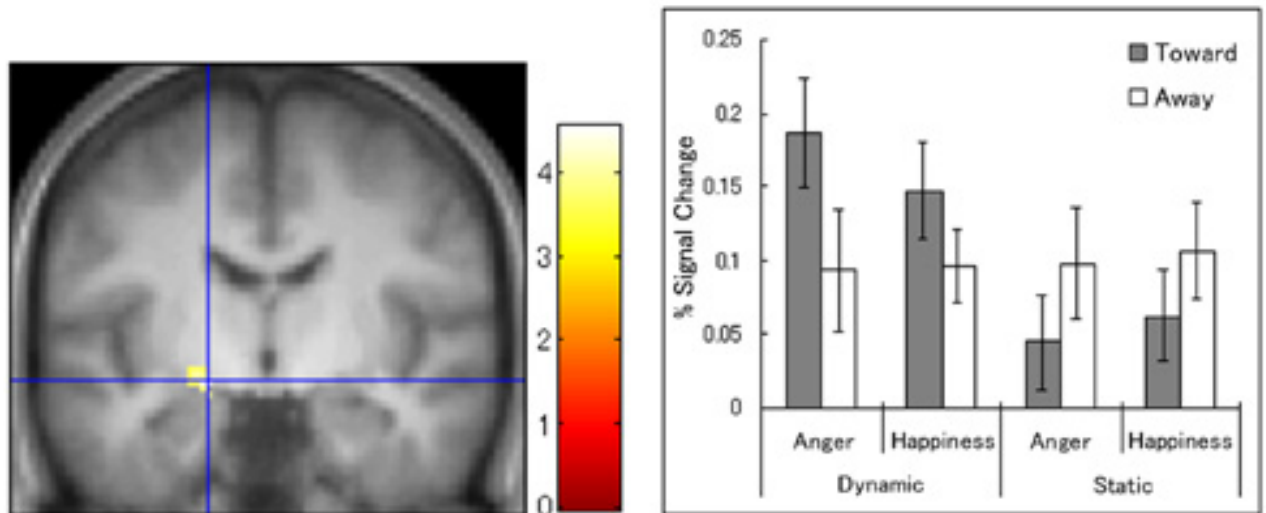 4
3
2
1
0
0.25
0.2
0.15
0.1
0.05
0
% Signal Change
Toward
Away
Anger Happiness Anger Happiness
Dynamic Static